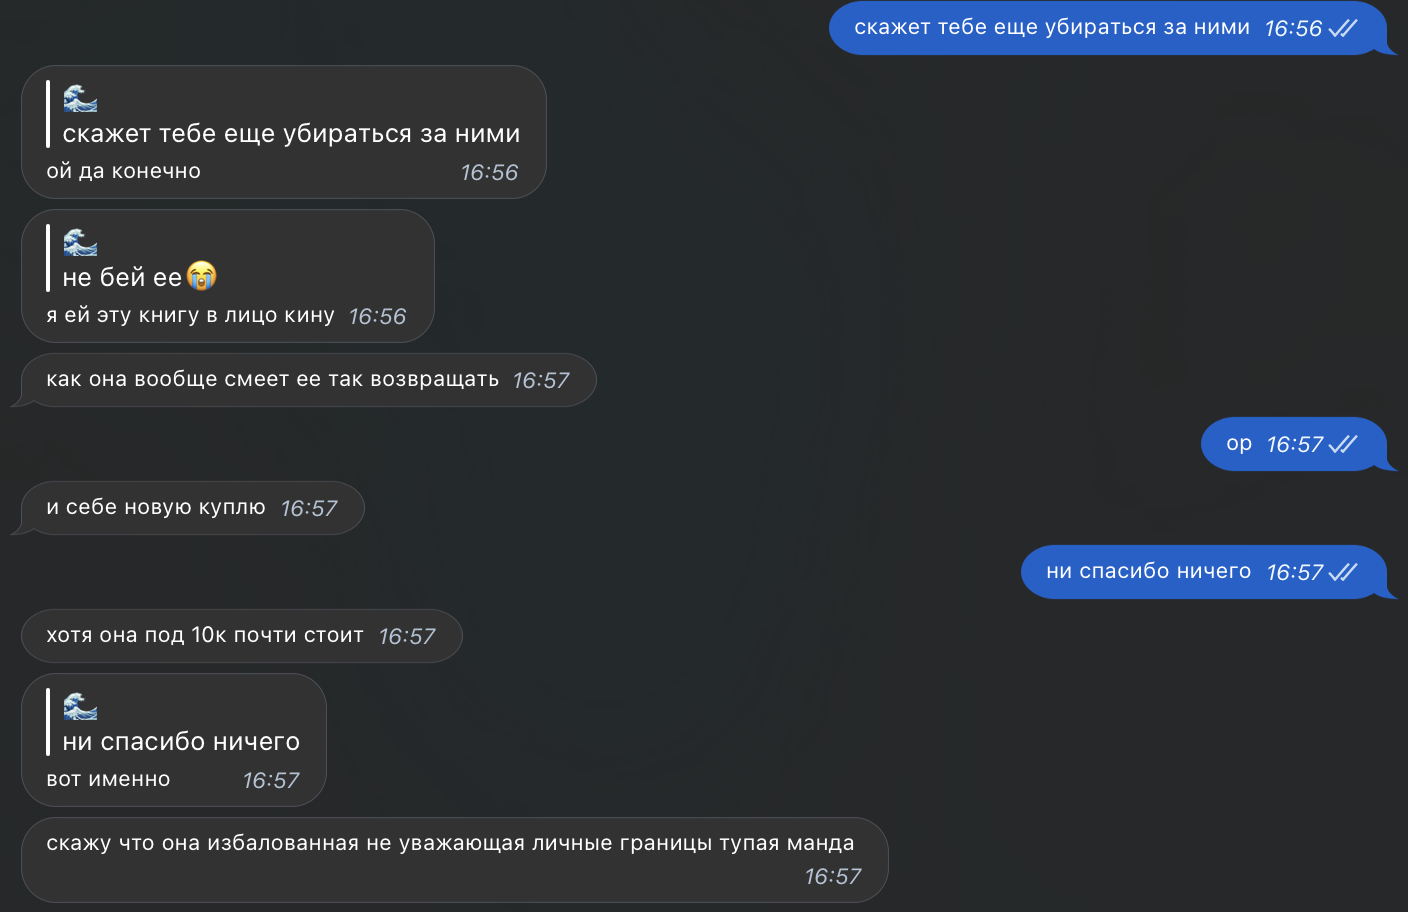 скажет тебе еще убираться за ними 16:56
🌊
скажет тебе еще убираться за ними
ой да конечно 16:56
🌊
не бей ее😭
я ей эту книгу в лицо кину 16:56
как она вообще смеет ее так возвращать 16:57
ор 16:57
и себе новую куплю 16:57
ни спасибо ничего 16:57
хотя она под 10к почти стоит 16:57
🌊
ни спасибо ничего
вот именно 16:57
скажу что она избалованная не уважающая личные границы тупая манда
16:57